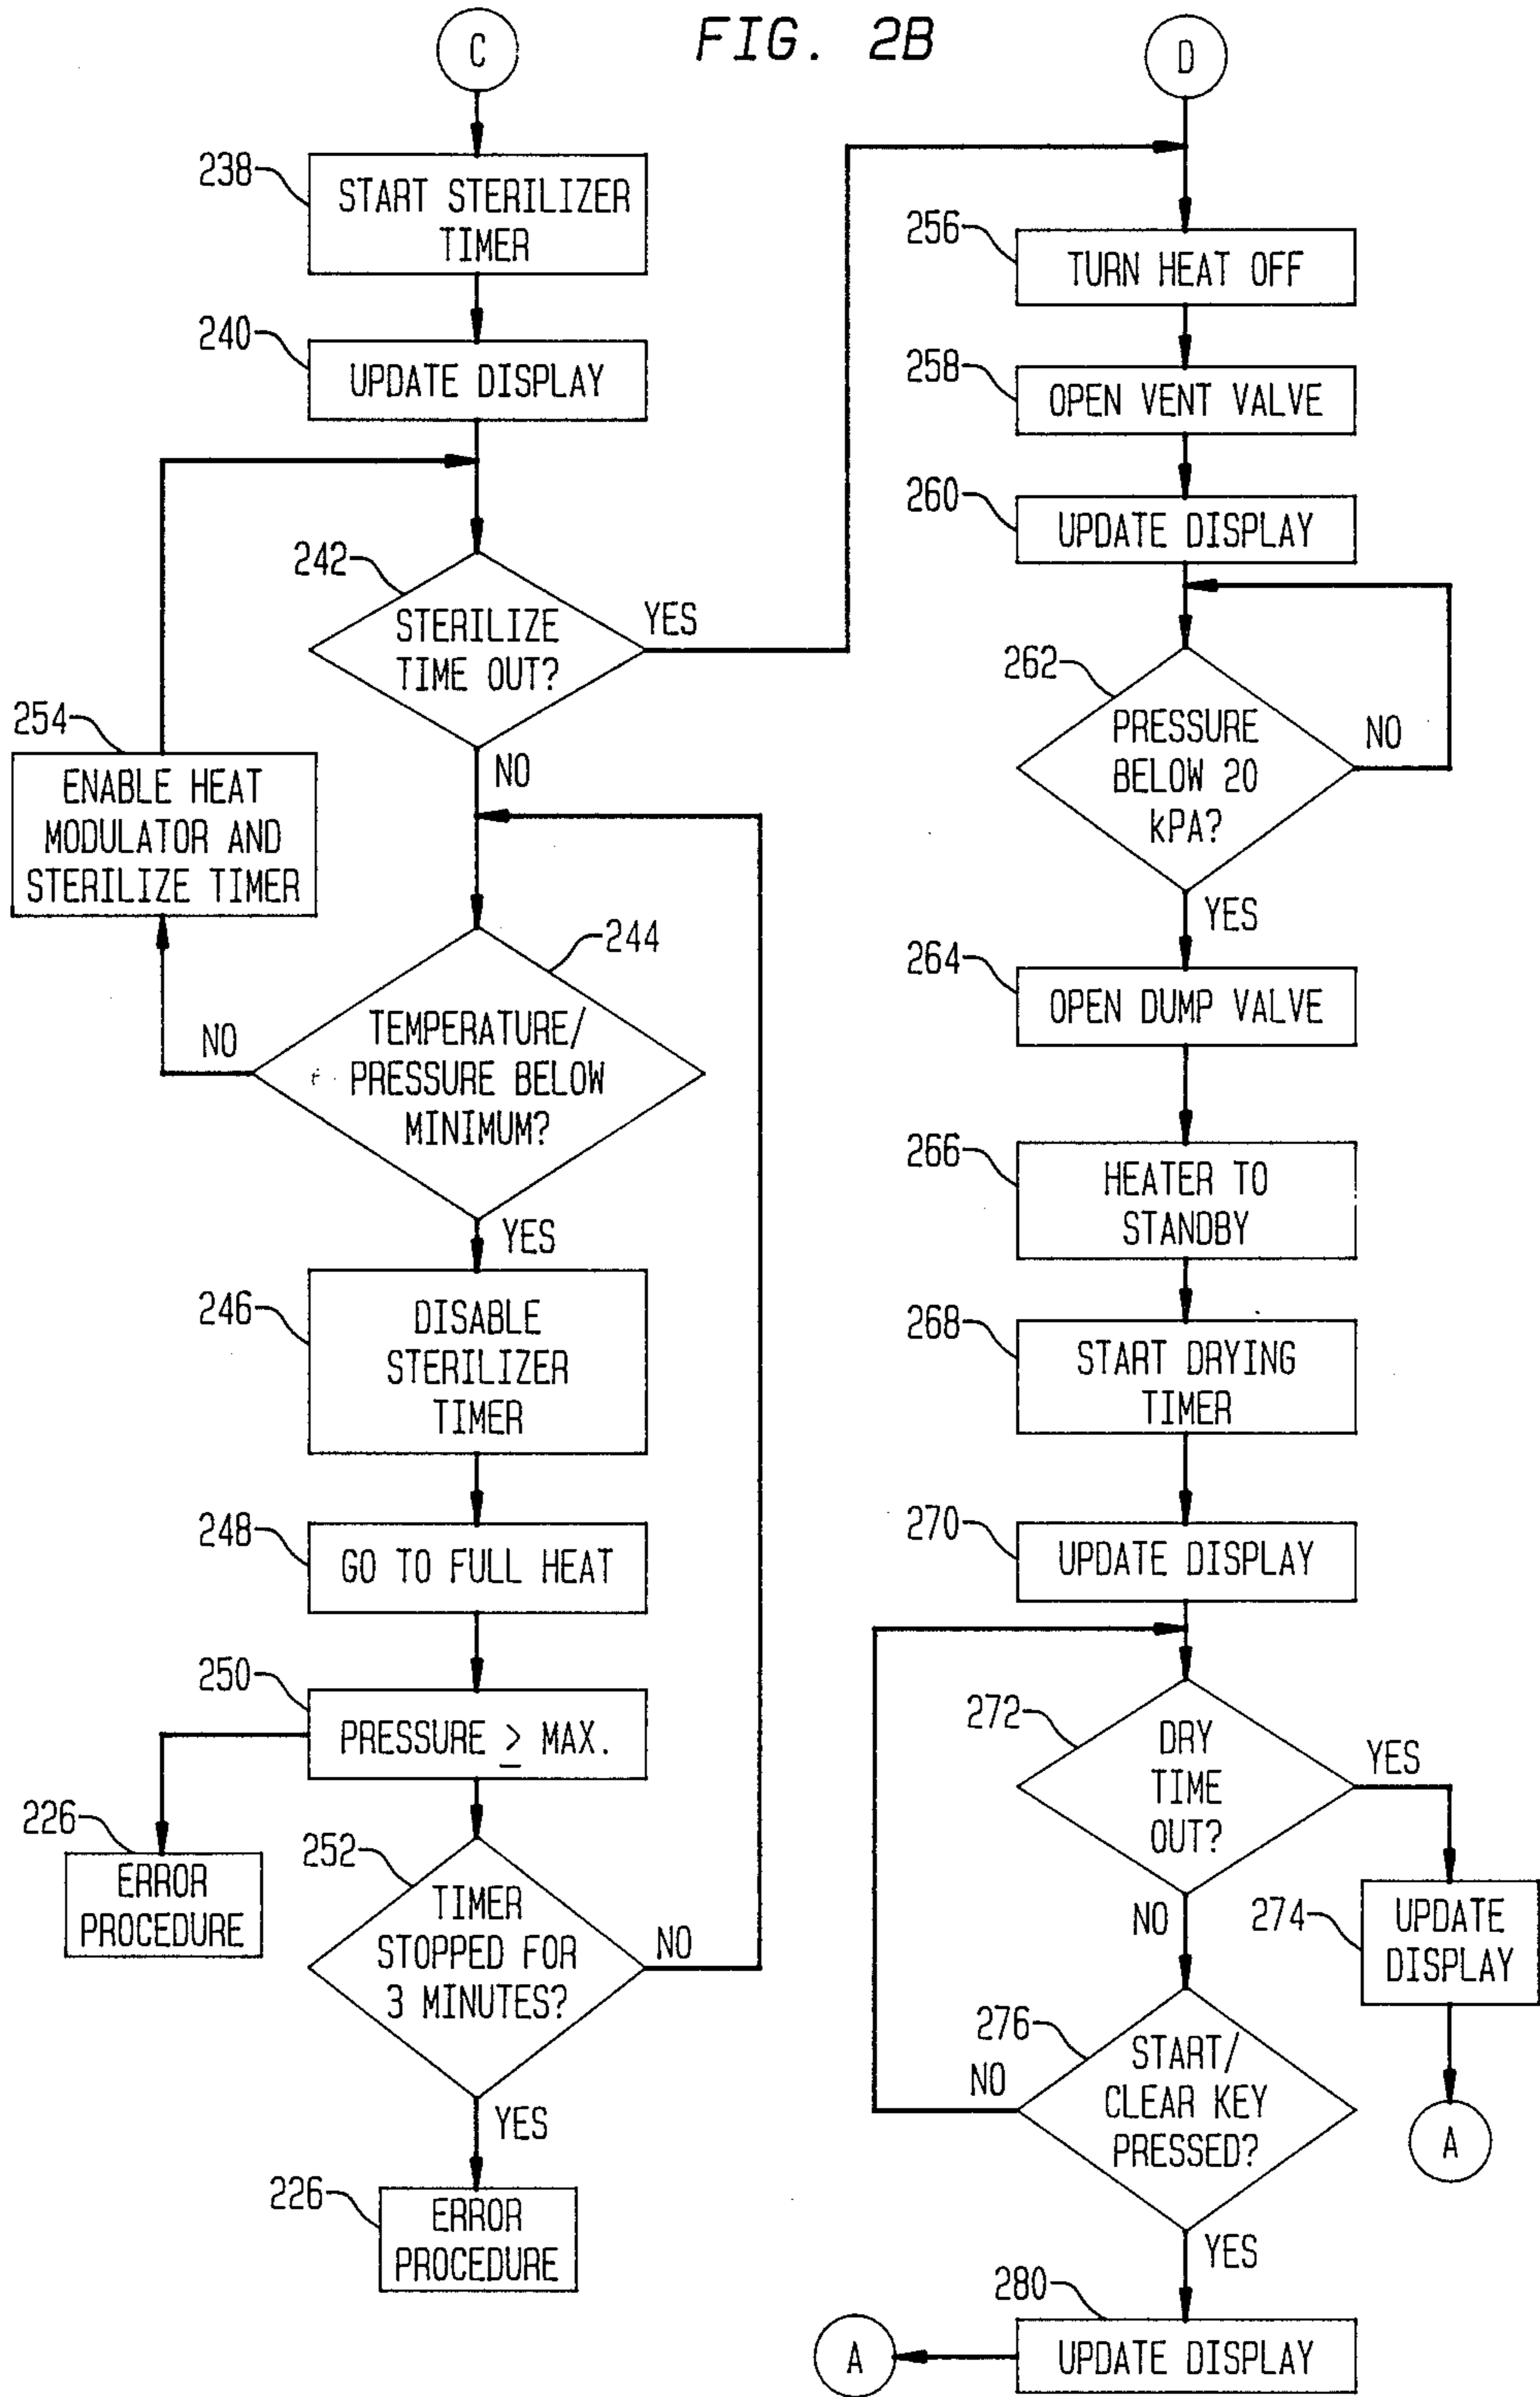 FIG. 2B
C
238
START STERILIZER
TIMER
240
UPDATE DISPLAY
242
STERILIZE
TIME OUT?
YES
NO
254
ENABLE HEAT
MODULATOR AND
STERILIZE TIMER
244
TEMPERATURE/
PRESSURE BELOW
MINIMUM?
NO
YES
246
DISABLE
STERILIZER
TIMER
248
GO TO FULL HEAT
250
PRESSURE ≥ MAX.
226
ERROR
PROCEDURE
252
TIMER
STOPPED FOR
3 MINUTES?
NO
YES
226
ERROR
PROCEDURE
D
256
TURN HEAT OFF
258
OPEN VENT VALVE
260
UPDATE DISPLAY
262
PRESSURE
BELOW 20
kPA?
NO
YES
264
OPEN DUMP VALVE
266
HEATER TO
STANDBY
268
START DRYING
TIMER
270
UPDATE DISPLAY
272
DRY
TIME
OUT?
YES
NO
274
UPDATE
DISPLAY
A
276
START/
CLEAR KEY
PRESSED?
NO
YES
280
UPDATE DISPLAY
A